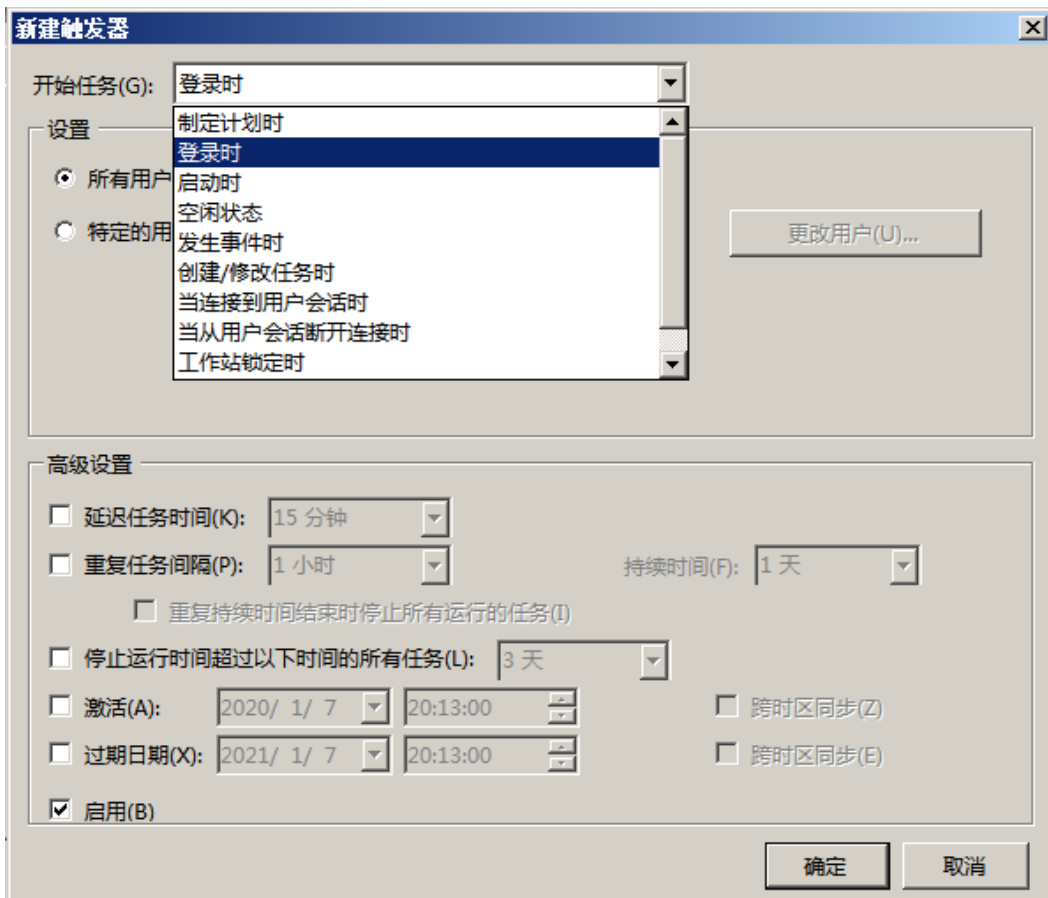 新建触发器
开始任务(G): 登录时
制定计划时
设置
登录时
所有用户
启动时
空闲状态
特定的用
发生事件时
更改用户(U)...
创建/修改任务时
当连接到用户会话时
当从用户会话断开连接时
工作站锁定时
高级设置
延迟任务时间(K): 15 分钟
重复任务间隔(P): 1 小时 持续时间(F): 1 天
重复持续时间结束时停止所有运行的任务(I)
停止运行时间超过以下时间的所有任务(L): 3 天
激活(A): 2020/ 1/ 7 20:13:00 跨时区同步(Z)
过期日期(X): 2021/ 1/ 7 20:13:00 跨时区同步(E)
启用(B)
确定 取消